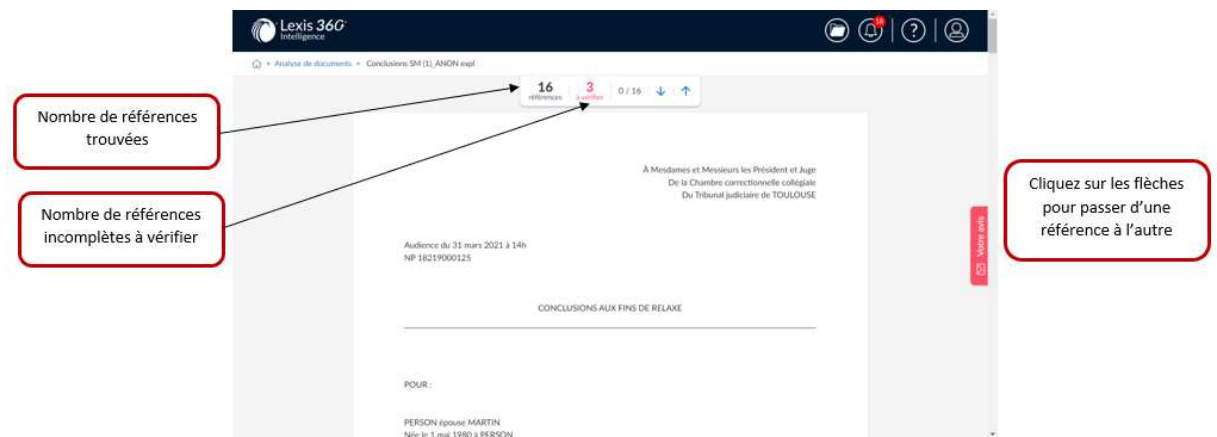 Lexis 360
Intelligence
58
?
> Analyse de documents > Conclusions SM (1)_ANON expl
16
références
3
à vérifier
0 / 16
Nombre de références
trouvées
À Mesdames et Messieurs les Président et Juge
De la Chambre correctionnelle collégiale
Du Tribunal judiciaire de TOULOUSE
Cliquez sur les flèches
pour passer d'une
référence à l'autre
Nombre de références
incomplètes à vérifier
Votre avis
Audience du 31 mars 2021 à 14h
NP 18219000125
CONCLUSIONS AUX FINS DE RELAXE
POUR :
PERSON épouse MARTIN
Née le 1 mai 1980 à PERSON